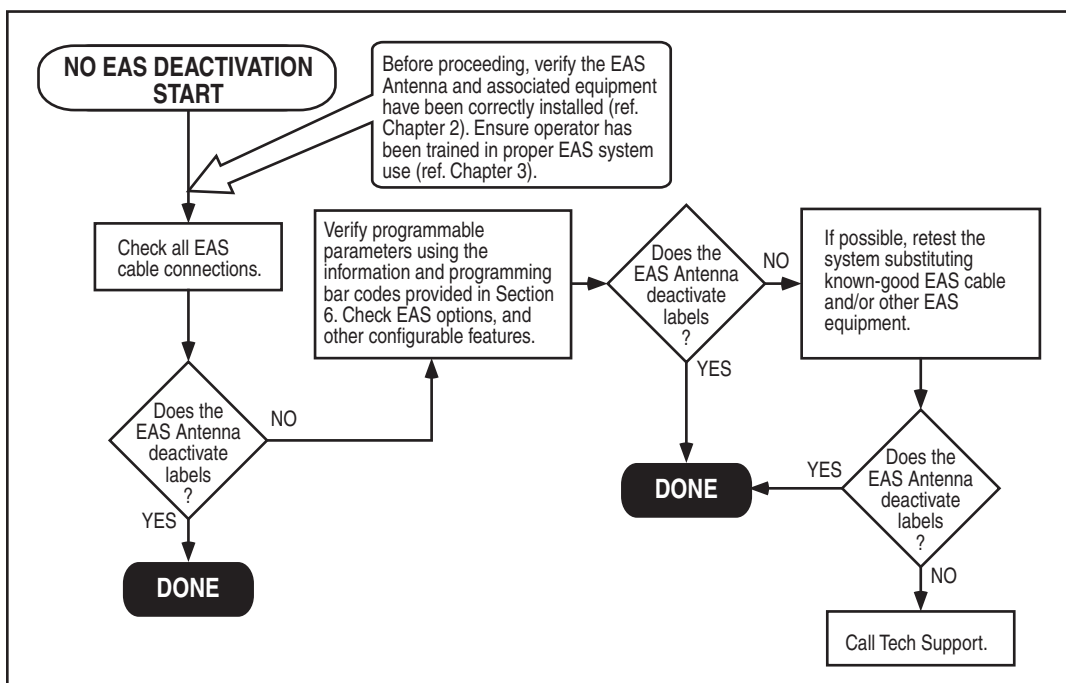 NO EAS DEACTIVATION
START
Before proceeding, verify the EAS
Antenna and associated equipment
have been correctly installed (ref.
Chapter 2). Ensure operator has
been trained in proper EAS system
use (ref. Chapter 3).
Check all EAS
cable connections.
Does the
EAS Antenna
deactivate
labels
?
NO
YES
DONE
Verify programmable
parameters using the
information and programming
bar codes provided in Section
6. Check EAS options, and
other configurable features.
Does the
EAS Antenna
deactivate
labels
?
NO
YES
DONE
If possible, retest the
system substituting
known-good EAS cable
and/or other EAS
equipment.
Does the
EAS Antenna
deactivate
labels
?
YES
NO
Call Tech Support.